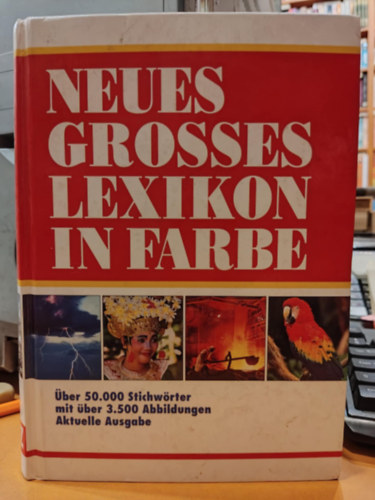 NEUES
GROSSES
LEXIKON
IN FARBE
Über 50.000 Stichwörter
mit über 3.500 Abbildungen
Aktuelle Ausgabe